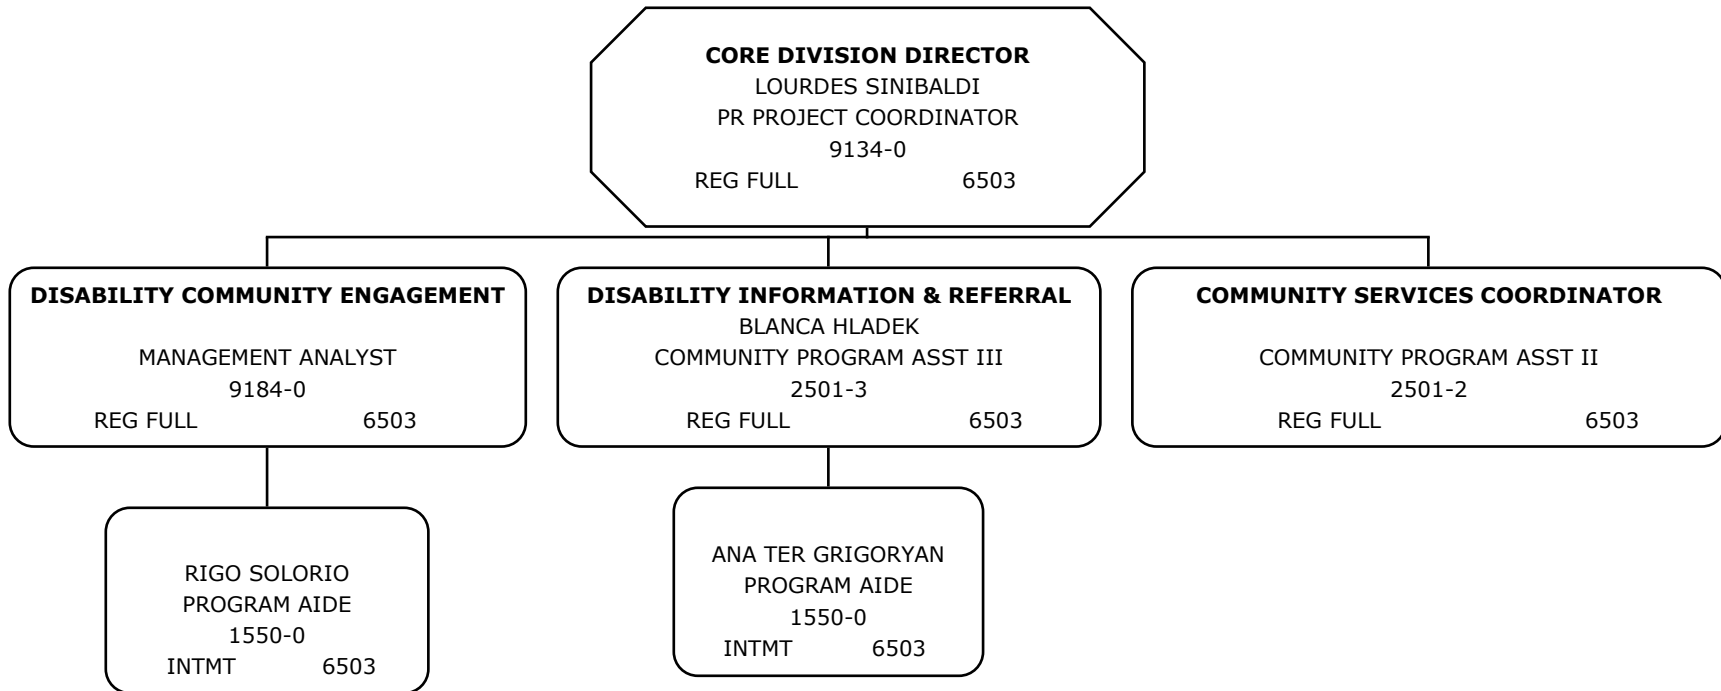 CORE DIVISION DIRECTOR
LOURDES SINIBALDI
PR PROJECT COORDINATOR
9134-0
REG FULL 6503
DISABILITY COMMUNITY ENGAGEMENT
MANAGEMENT ANALYST
9184-0
REG FULL 6503
DISABILITY INFORMATION & REFERRAL
BLANCA HLADEK
COMMUNITY PROGRAM ASST III
2501-3
REG FULL 6503
COMMUNITY SERVICES COORDINATOR
COMMUNITY PROGRAM ASST II
2501-2
REG FULL 6503
RIGO SOLORIO
PROGRAM AIDE
1550-0
INTMT 6503
ANA TER GRIGORYAN
PROGRAM AIDE
1550-0
INTMT 6503